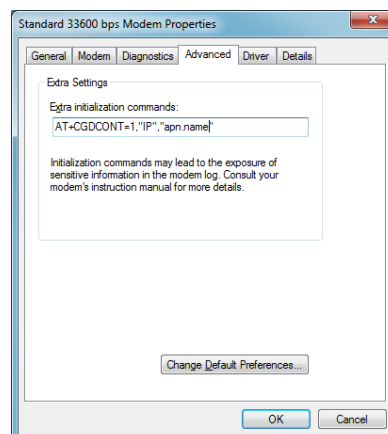 Standard 33600 bps Modem Properties
x
General Modem Diagnostics Advanced Driver Details
Extra Settings
Extra initialization commands:
AT+CGDCONT=1,"IP","apn.name"
Initialization commands may lead to the exposure of
sensitive information in the modem log. Consult your
modem's instruction manual for more details.
Change Default Preferences...
OK Cancel